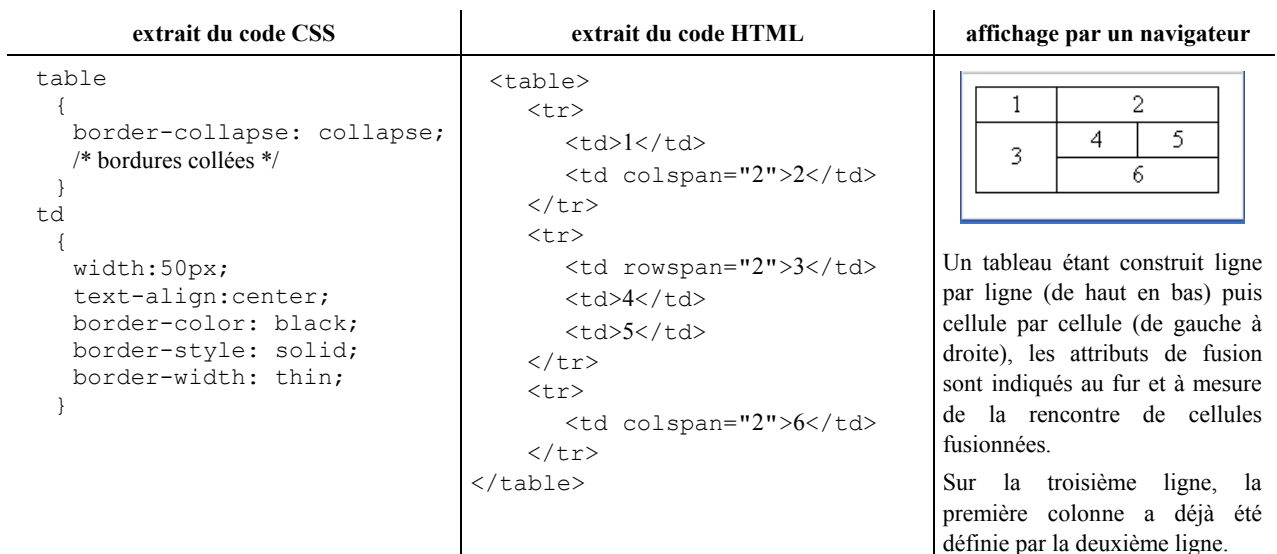 extrait du code CSS
extrait du code HTML
affichage par un navigateur
table
{
border-collapse: collapse;
/* bordures collées */
}
td
{
width:50px;
text-align:center;
border-color: black;
border-style: solid;
border-width: thin;
}
<table>
<tr>
<td>1</td>
<td colspan="2">2</td>
</tr>
<tr>
<td rowspan="2">3</td>
<td>4</td>
<td>5</td>
</tr>
<tr>
<td colspan="2">6</td>
</tr>
</table>
1 2
3 4 5
6
Un tableau étant construit ligne
par ligne (de haut en bas) puis
cellule par cellule (de gauche à
droite), les attributs de fusion
sont indiqués au fur et à mesure
de la rencontre de cellules
fusionnées.
Sur la troisième ligne, la
première colonne a déjà été
définie par la deuxième ligne.